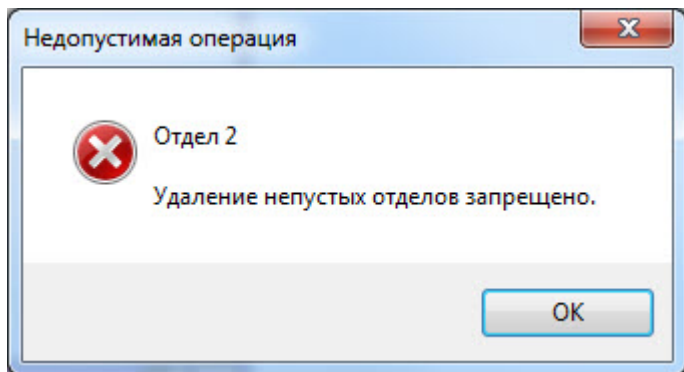 Недопустимая операция
Отдел 2
Удаление непустых отделов запрещено.
OK